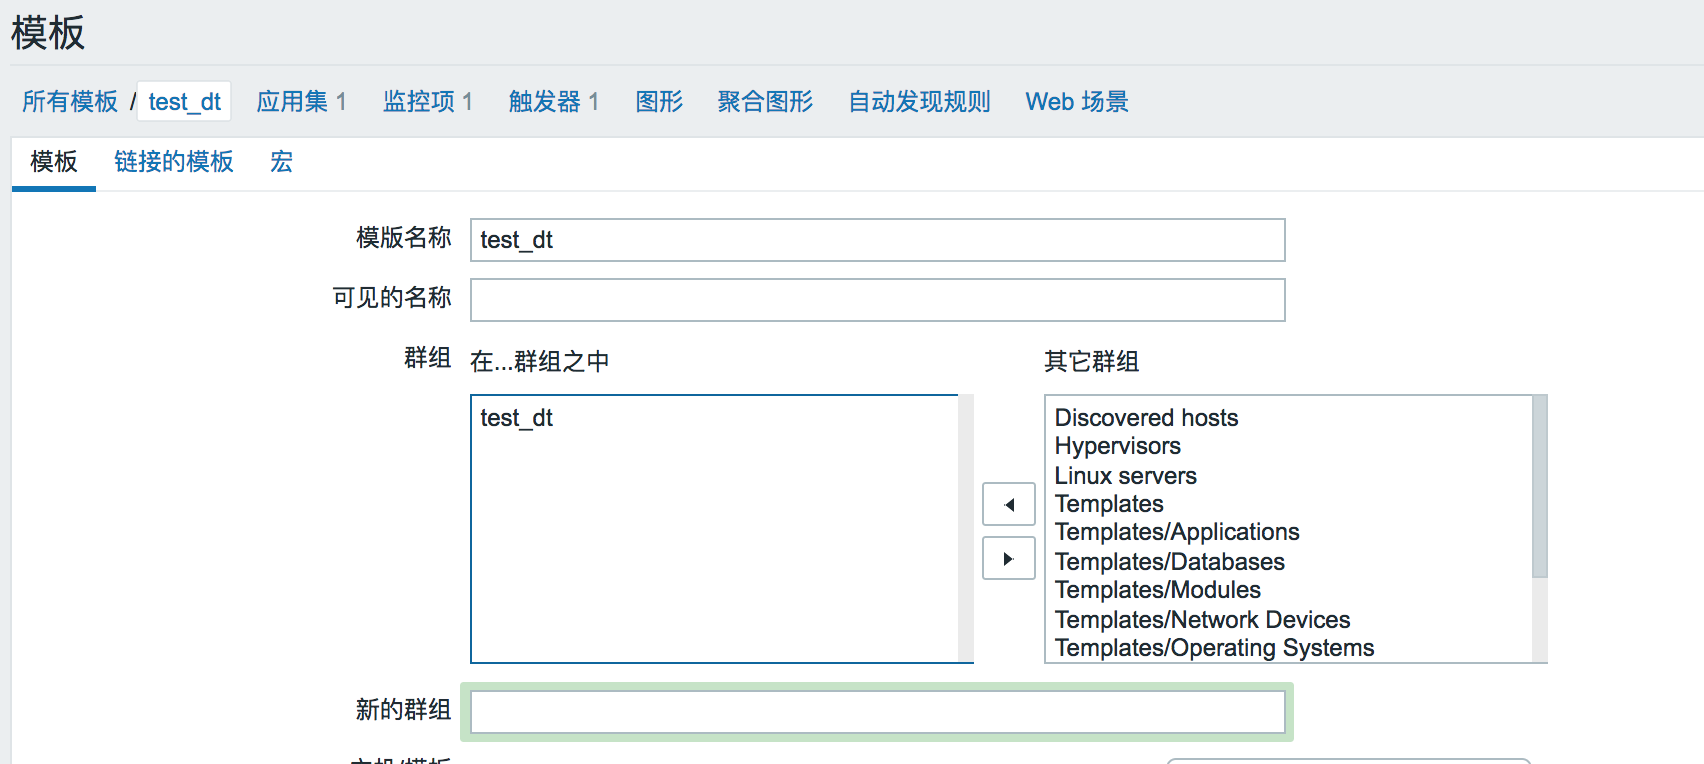 模板
所有模板 / test_dt 应用集 1 监控项 1 触发器 1 图形 聚合图形 自动发现规则 Web 场景
模板 链接的模板 宏
模版名称 test_dt
可见的名称
群组 在...群组之中 其它群组
test_dt
Discovered hosts
Hypervisors
Linux servers
Templates
Templates/Applications
Templates/Databases
Templates/Modules
Templates/Network Devices
Templates/Operating Systems
新的群组